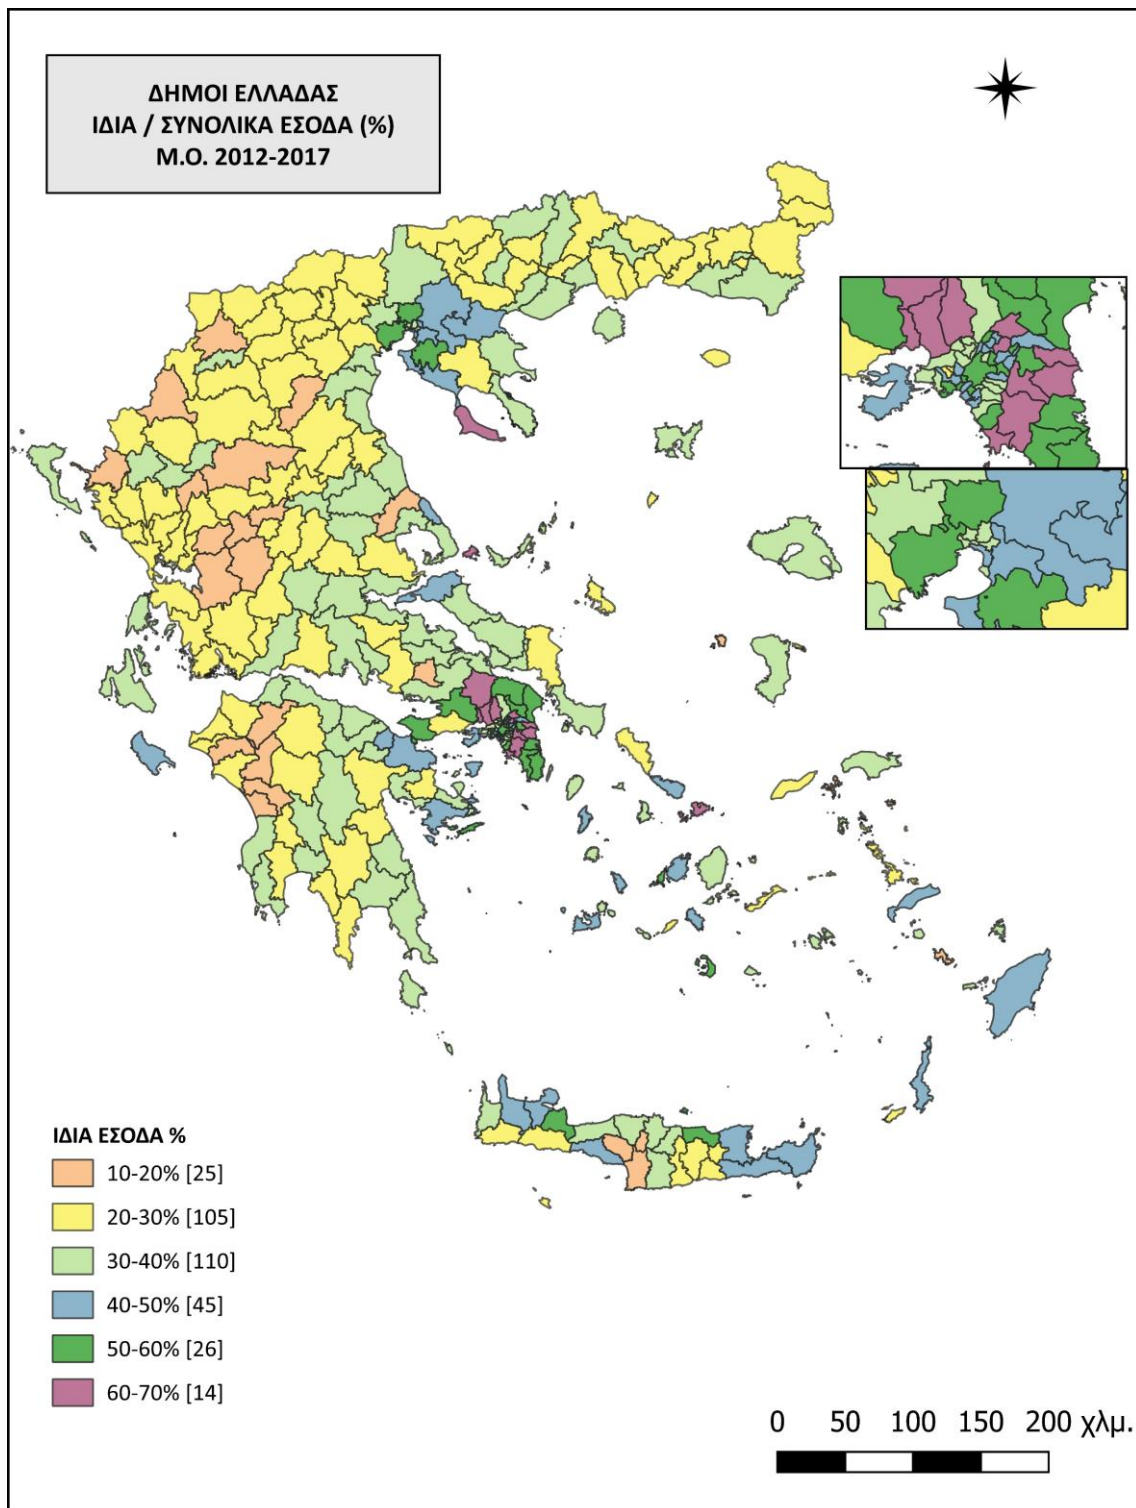 ΔΗΜΟΙ ΕΛΛΑΔΑΣ
ΙΔΙΑ / ΣΥΝΟΛΙΚΑ ΕΣΟΔΑ (%)
Μ.Ο. 2012-2017
ΙΔΙΑ ΕΣΟΔΑ %
10-20% [25]
20-30% [105]
30-40% [110]
40-50% [45]
50-60% [26]
60-70% [14]
0 50 100 150 200 χλμ.